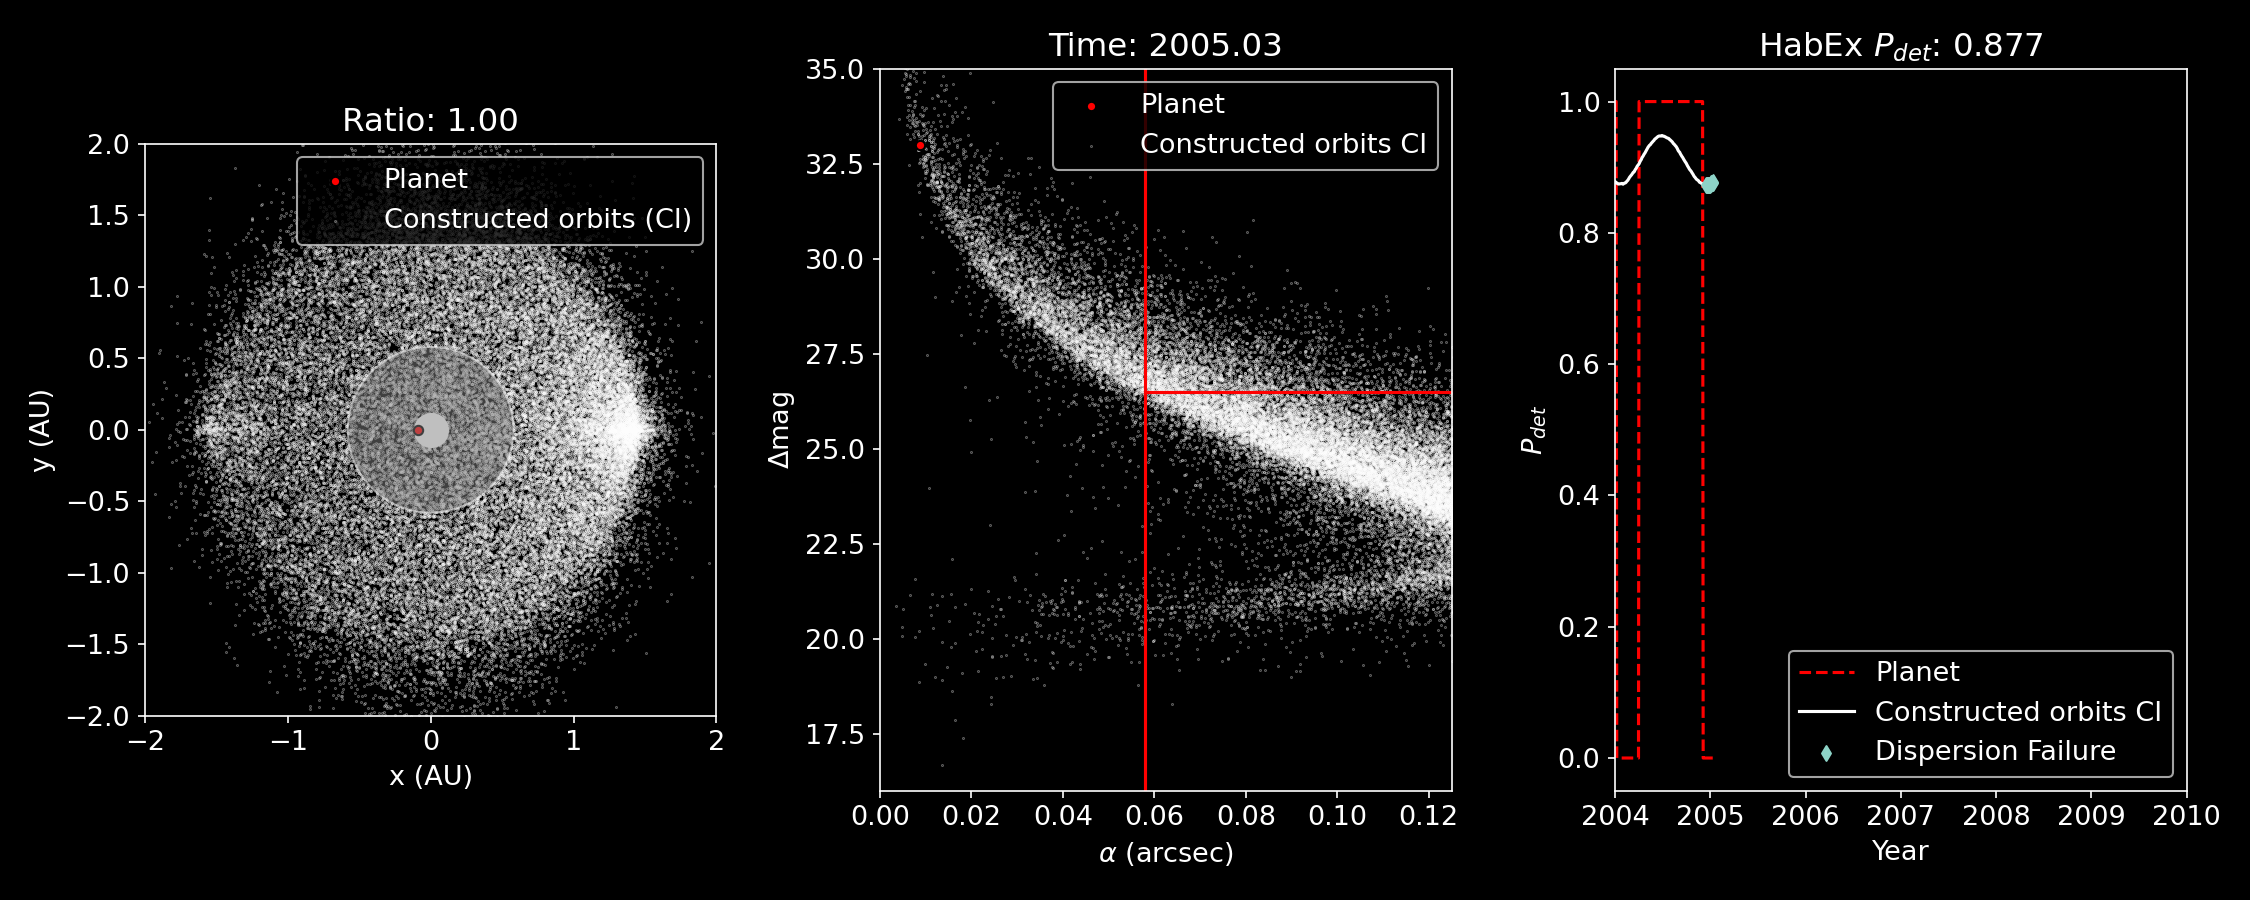 Ratio: 1.00
Planet
Constructed orbits (CI)
2.0
1.5
1.0
0.5
0.0
−0.5
−1.0
−1.5
−2.0
y (AU)
−2
−1
0
1
2
x (AU)
Time: 2005.03
Planet
Constructed orbits CI
35.0
32.5
30.0
27.5
25.0
22.5
20.0
17.5
Δmag
0.00
0.02
0.04
0.06
0.08
0.10
0.12
α (arcsec)
HabEx P_det: 0.877
1.0
0.8
0.6
0.4
0.2
0.0
P_det
Planet
Constructed orbits CI
Dispersion Failure
2004
2005
2006
2007
2008
2009
2010
Year